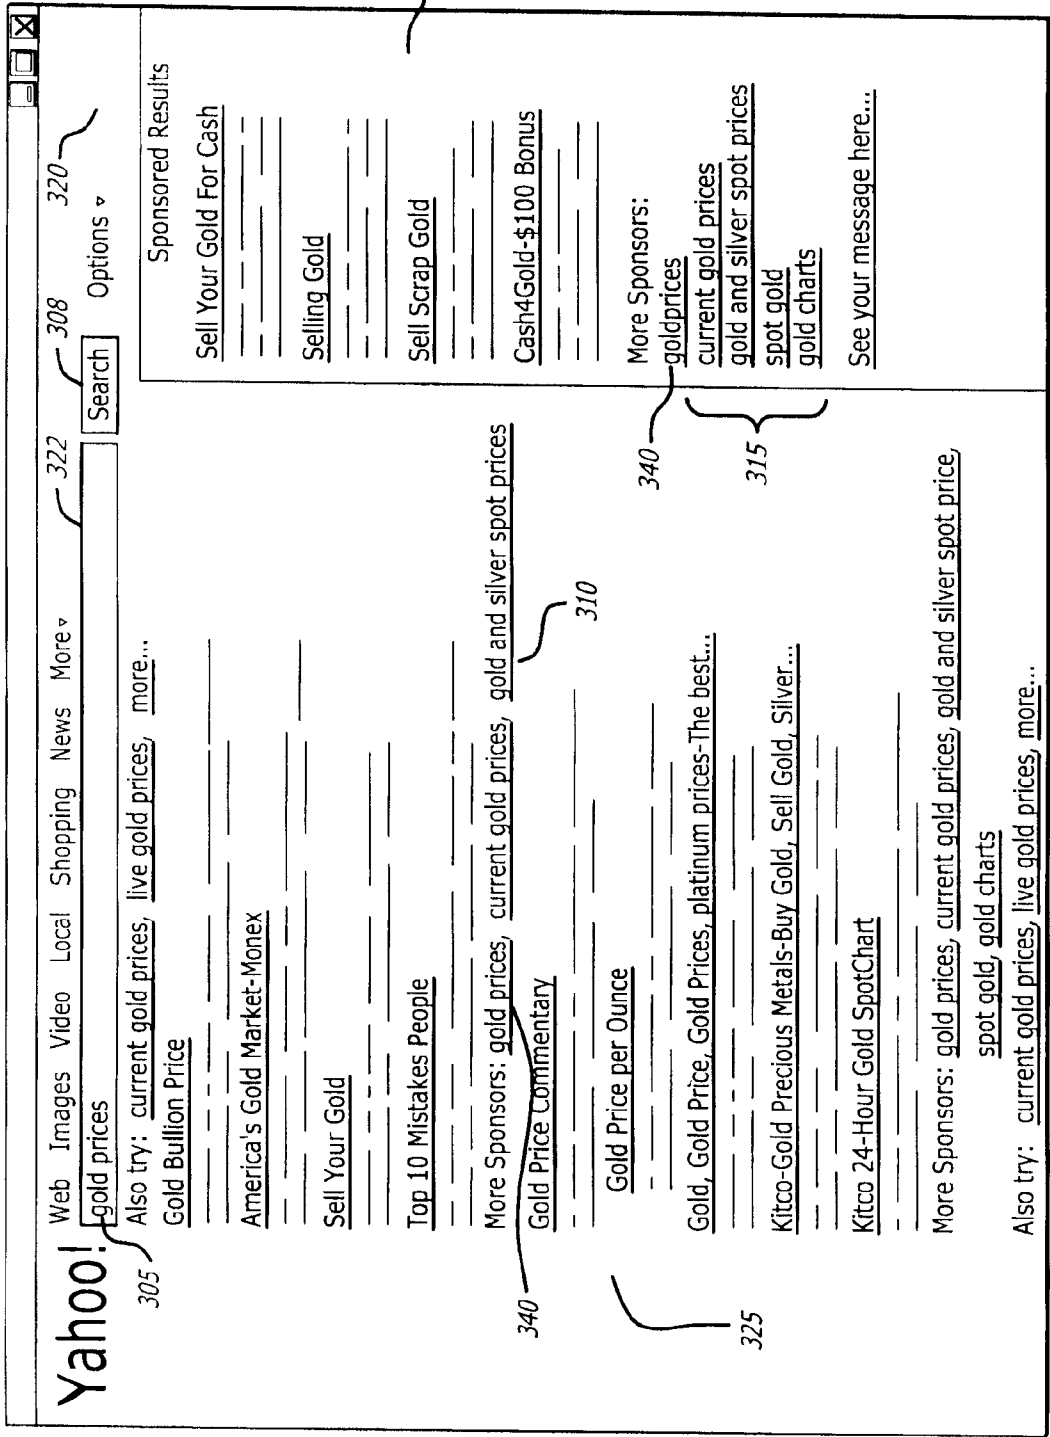 Yahoo!
Web Images Video Local Shopping News More
322
308
320
gold prices
Search
Options
305
Also try: current gold prices, live gold prices, more...
Gold Bullion Price
America's Gold Market-Monex
Sell Your Gold
Top 10 Mistakes People
More Sponsors: gold prices, current gold prices, gold and silver spot prices
340
310
Gold Price Commentary
Gold Price per Ounce
325
Gold, Gold Price, Gold Prices, platinum prices-The best...
Kitco-Gold Precious Metals-Buy Gold, Sell Gold, Silver...
Kitco 24-Hour Gold SpotChart
More Sponsors: gold prices, current gold prices, gold and silver spot price,
spot gold, gold charts
Also try: current gold prices, live gold prices, more...
Sponsored Results
Sell Your Gold For Cash
Selling Gold
Sell Scrap Gold
Cash4Gold-$100 Bonus
More Sponsors:
340
goldprices
current gold prices
gold and silver spot prices
315
spot gold
gold charts
See your message here...